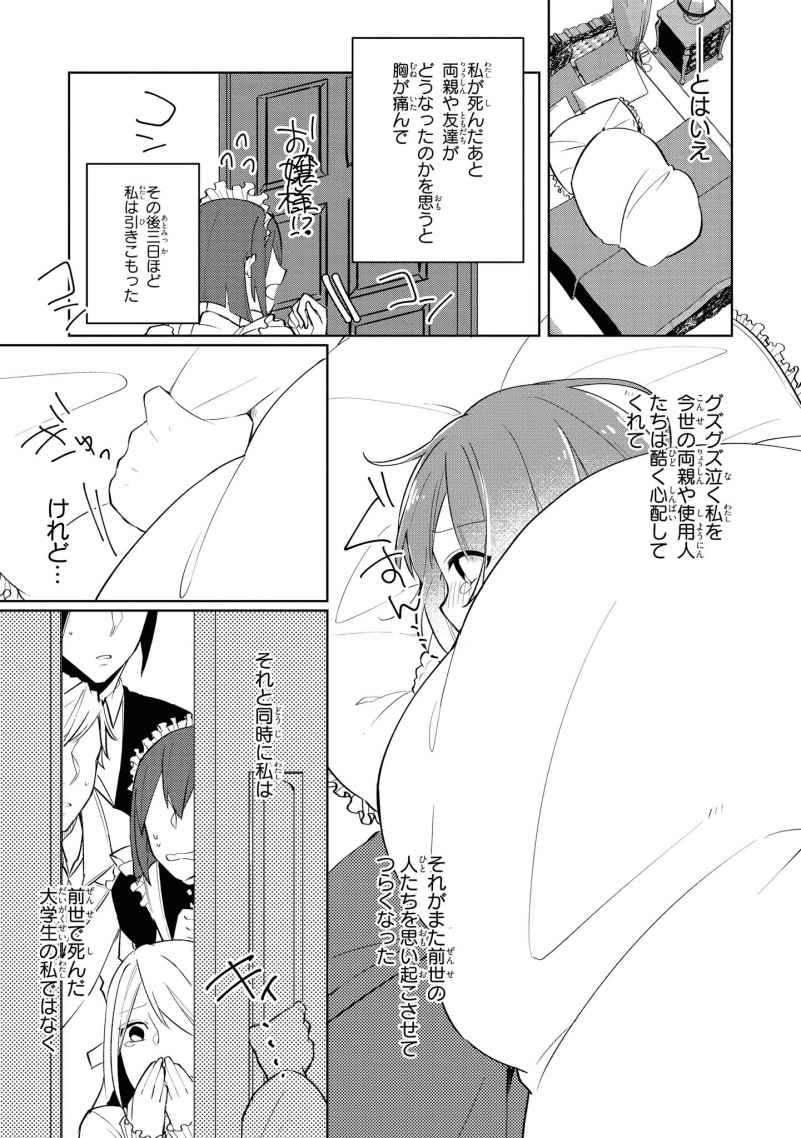 ―とはいえ
私が死んだあと
両親や友達が
どうなったのかを思うと
胸が痛んで
お嬢様!?
コン
コン
その後三日ほど
私は引きこもった
グズグズ泣く私を
今世の両親や使用人
たちは酷く心配して
くれて
ぐすん…
それがまた前世の
人たちを思い起こさせて
つらくなった
けれど…
それと同時に私は
キィ…
前世で死んだ
大学生の私ではなく